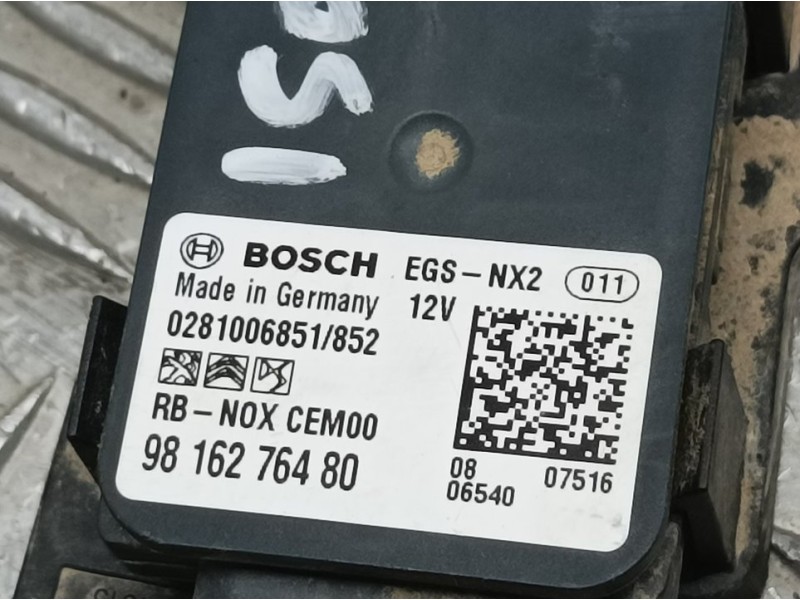 BOSCH EGS-NX2 011
Made in Germany 12V
0281006851/852
RB-NOX CEM00
98 162 764 80
08 07516
06540